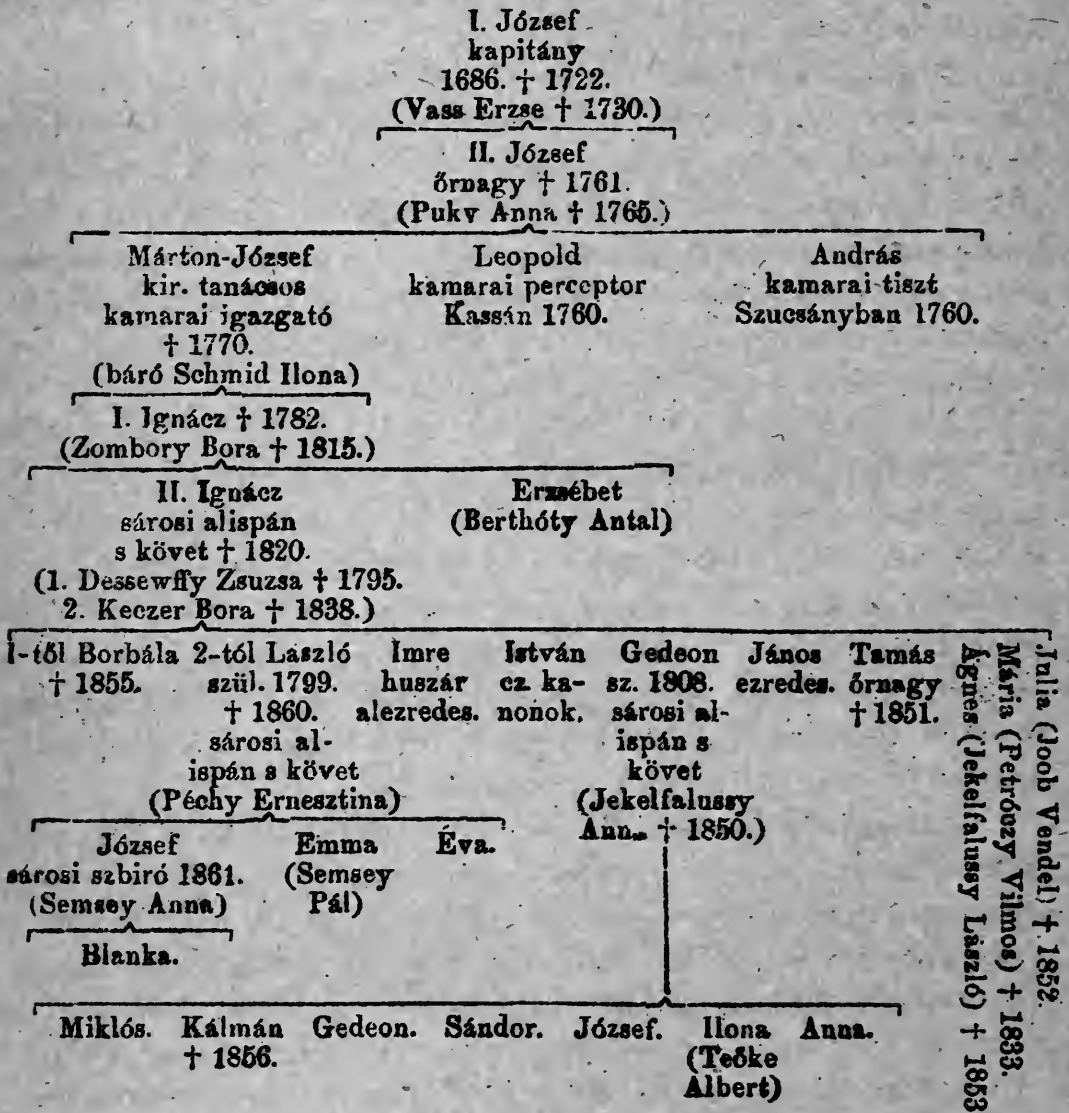 I. József
kapitány
1686. † 1722.
(Vass Erzse † 1730.)
II. József
őrnagy † 1761.
(Puky Anna † 1765.)
Márton-József Leopold András
kir. tanácsos kamarai perceptor kamarai tiszt
kamarai igazgató Kassán 1760. Szucsányban 1760.
† 1770.
(báró Schmid Ilona)
I. Ignácz † 1782.
(Zombory Bora † 1815.)
II. Ignácz Erzsébet
sárosi alispán (Berthóty Antal)
s követ † 1820.
(1. Dessewffy Zsuzsa † 1795.
2. Keczer Bora † 1838.)
1-től Borbála 2-tól László Imre István Gedeon János Tamás
† 1855. szül. 1799. huszár cz. ka- sz. 1808. ezredes. őrnagy
† 1860. alezredes. nonok. sárosi al- † 1851.
sárosi al- ispán s
ispán s követ követ
(Péchy Ernesztina) (Jekelfalussy
Ann. † 1850.)
Julia (Joob Vendel) † 1852.
Mária (Petróczy Vilmos) † 1833.
Ágnes (Jekelfalussy László) † 1853
József Emma Éva.
sárosi szbiró 1861. (Semsey
(Semsey Anna) Pál)
Blanka.
Miklós. Kálmán Gedeon. Sándor. József. Ilona Anna.
† 1856. (Teőke
Albert)